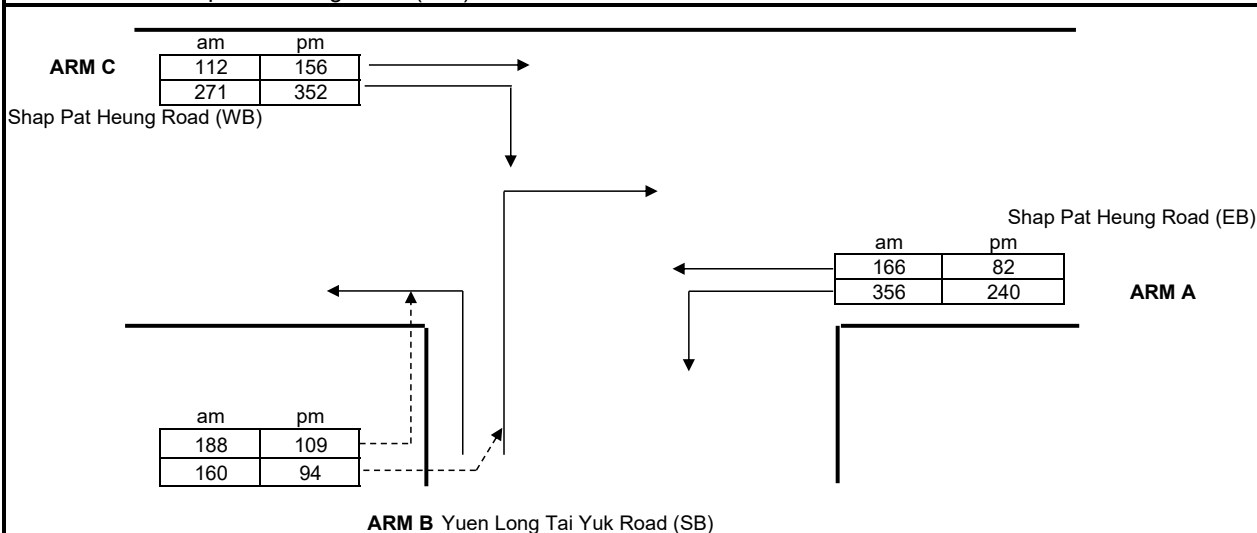 am pm
ARM C 112 156
271 352
Shap Pat Heung Road (WB)
Shap Pat Heung Road (EB)
am pm
166 82
356 240 ARM A
am pm
188 109
160 94
ARM B Yuen Long Tai Yuk Road (SB)